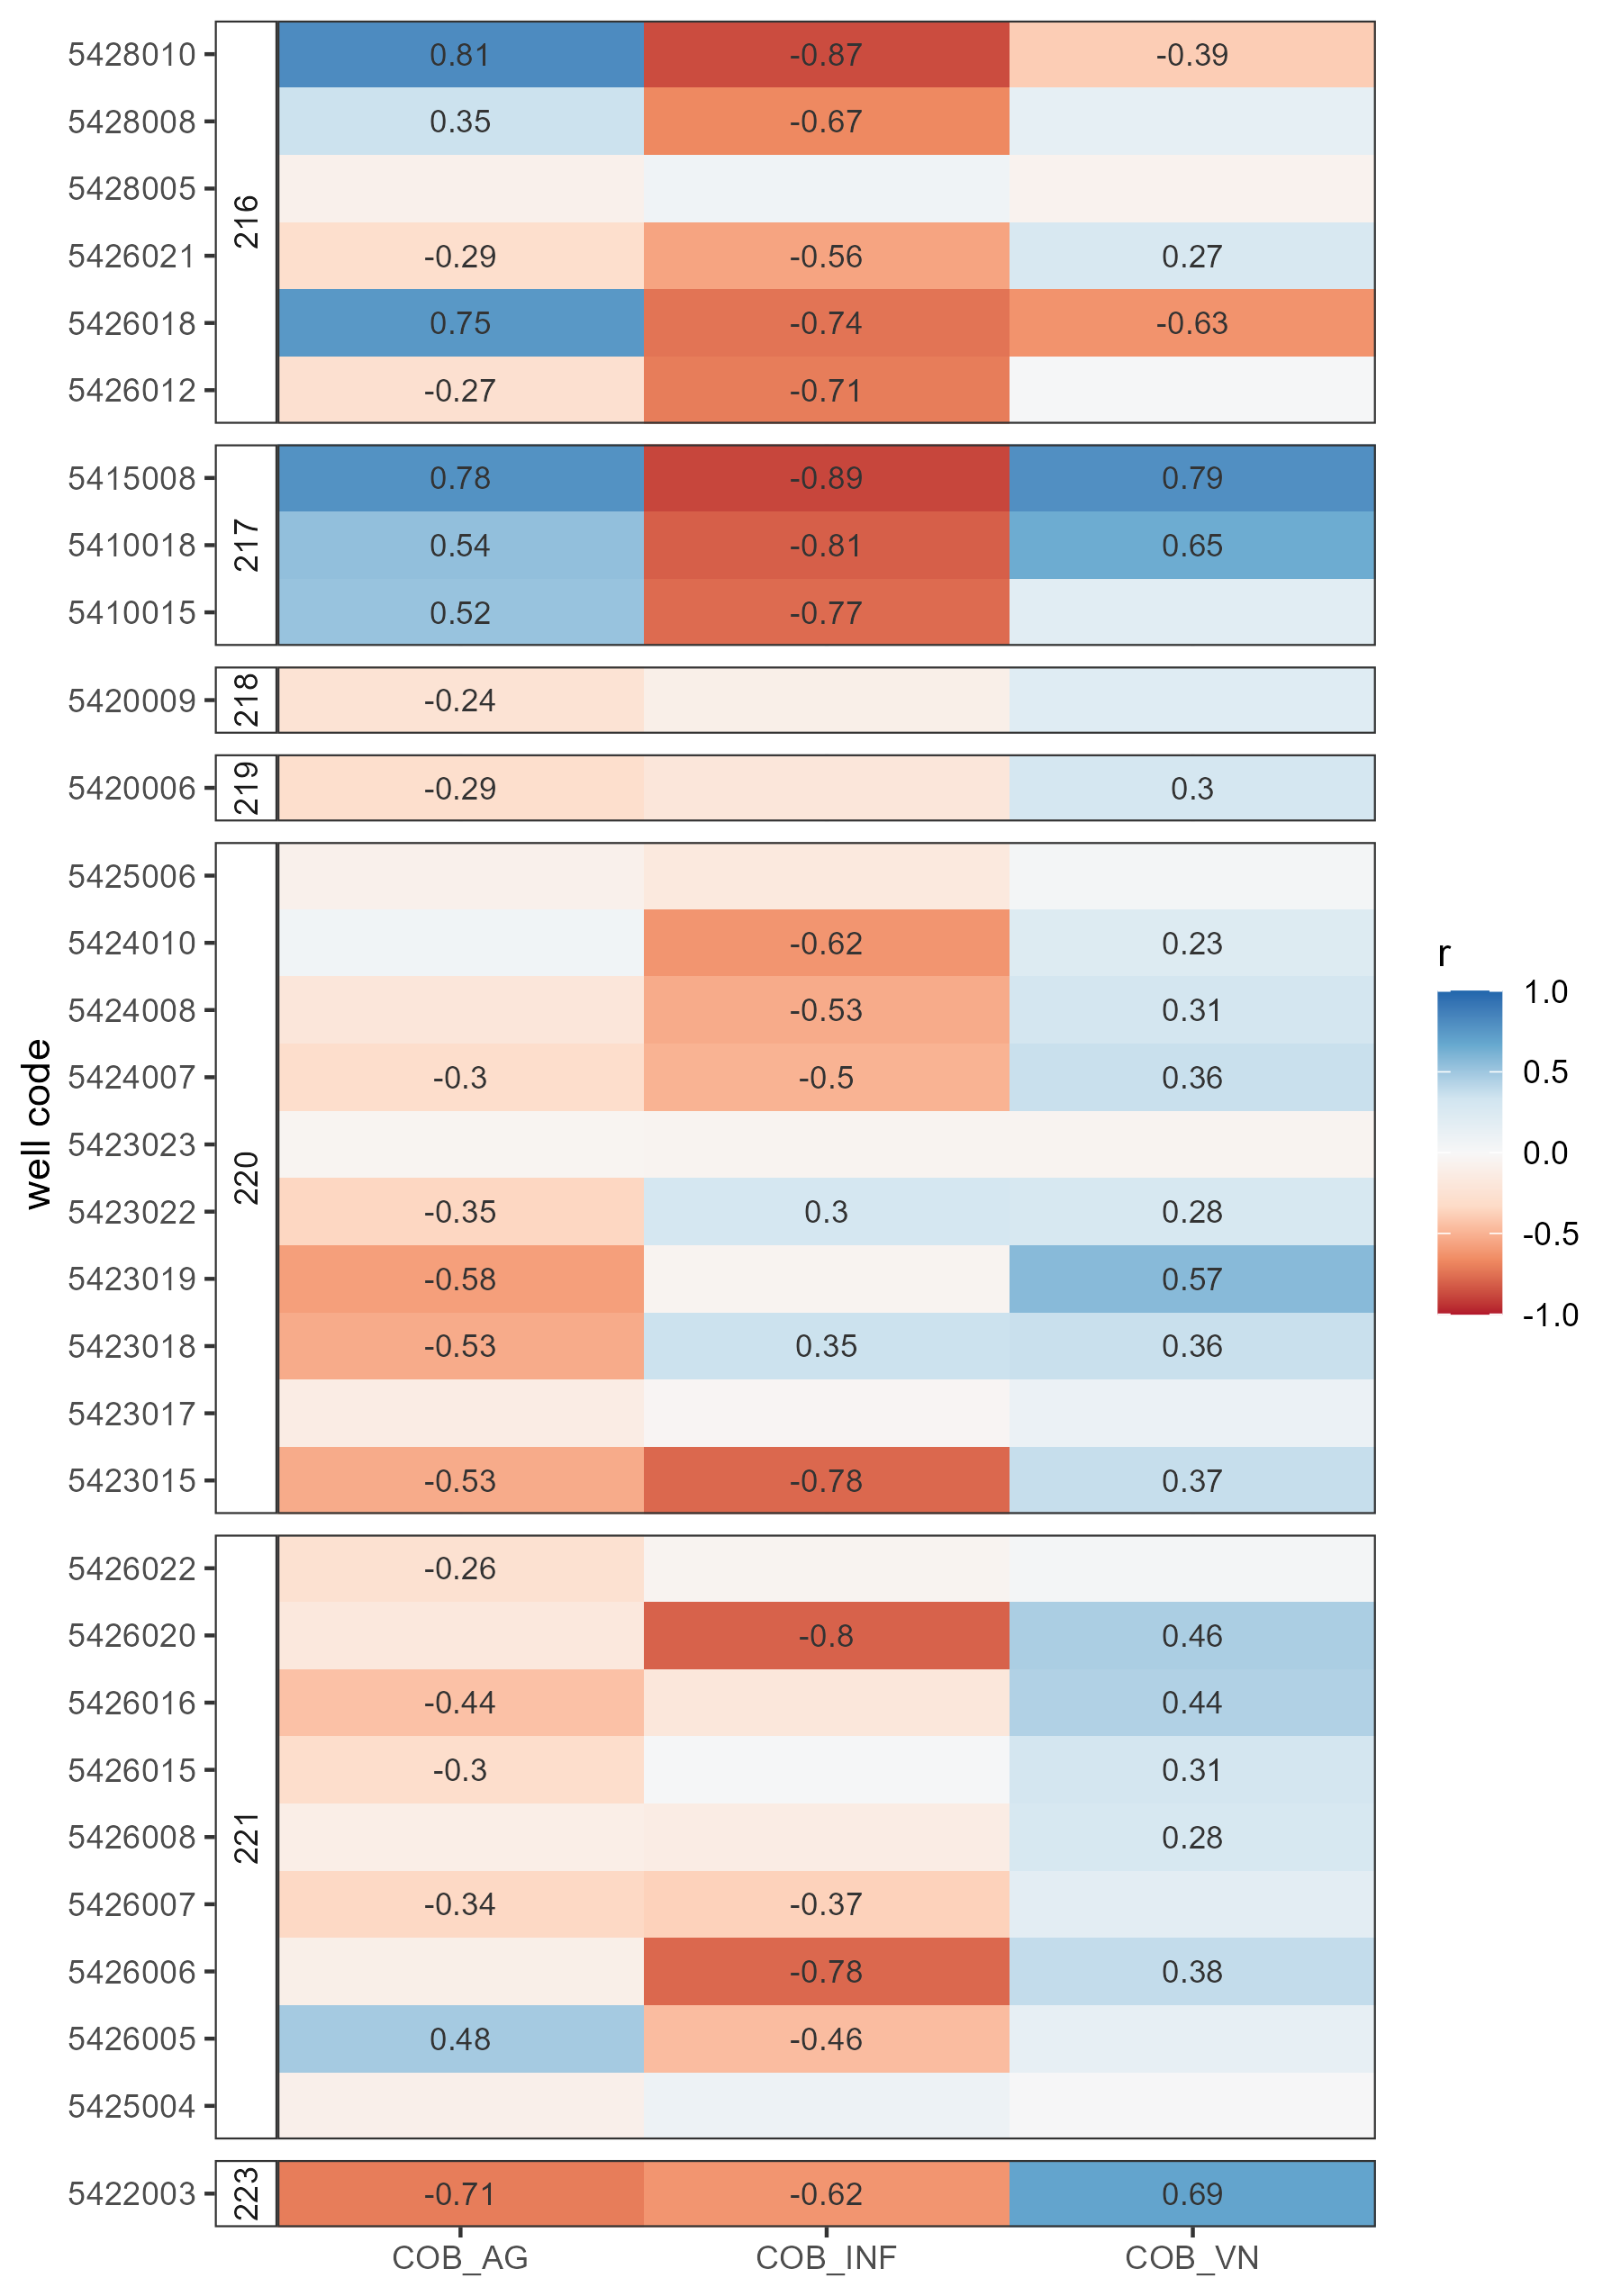 216
5428010 0.81 -0.87 -0.39
5428008 0.35 -0.67
5428005
5426021 -0.29 -0.56 0.27
5426018 0.75 -0.74 -0.63
5426012 -0.27 -0.71
217
5415008 0.78 -0.89 0.79
5410018 0.54 -0.81 0.65
5410015 0.52 -0.77
218
5420009 -0.24
219
5420006 -0.29 0.3
220
5425006
5424010 -0.62 0.23
5424008 -0.53 0.31
5424007 -0.3 -0.5 0.36
5423023
5423022 -0.35 0.3 0.28
5423019 -0.58 0.57
5423018 -0.53 0.35 0.36
5423017
5423015 -0.53 -0.78 0.37
221
5426022 -0.26
5426020 -0.8 0.46
5426016 -0.44 0.44
5426015 -0.3 0.31
5426008 0.28
5426007 -0.34 -0.37
5426006 -0.78 0.38
5426005 0.48 -0.46
5425004
223
5422003 -0.71 -0.62 0.69
COB_AG COB_INF COB_VN
well code
r
1.0
0.5
0.0
-0.5
-1.0